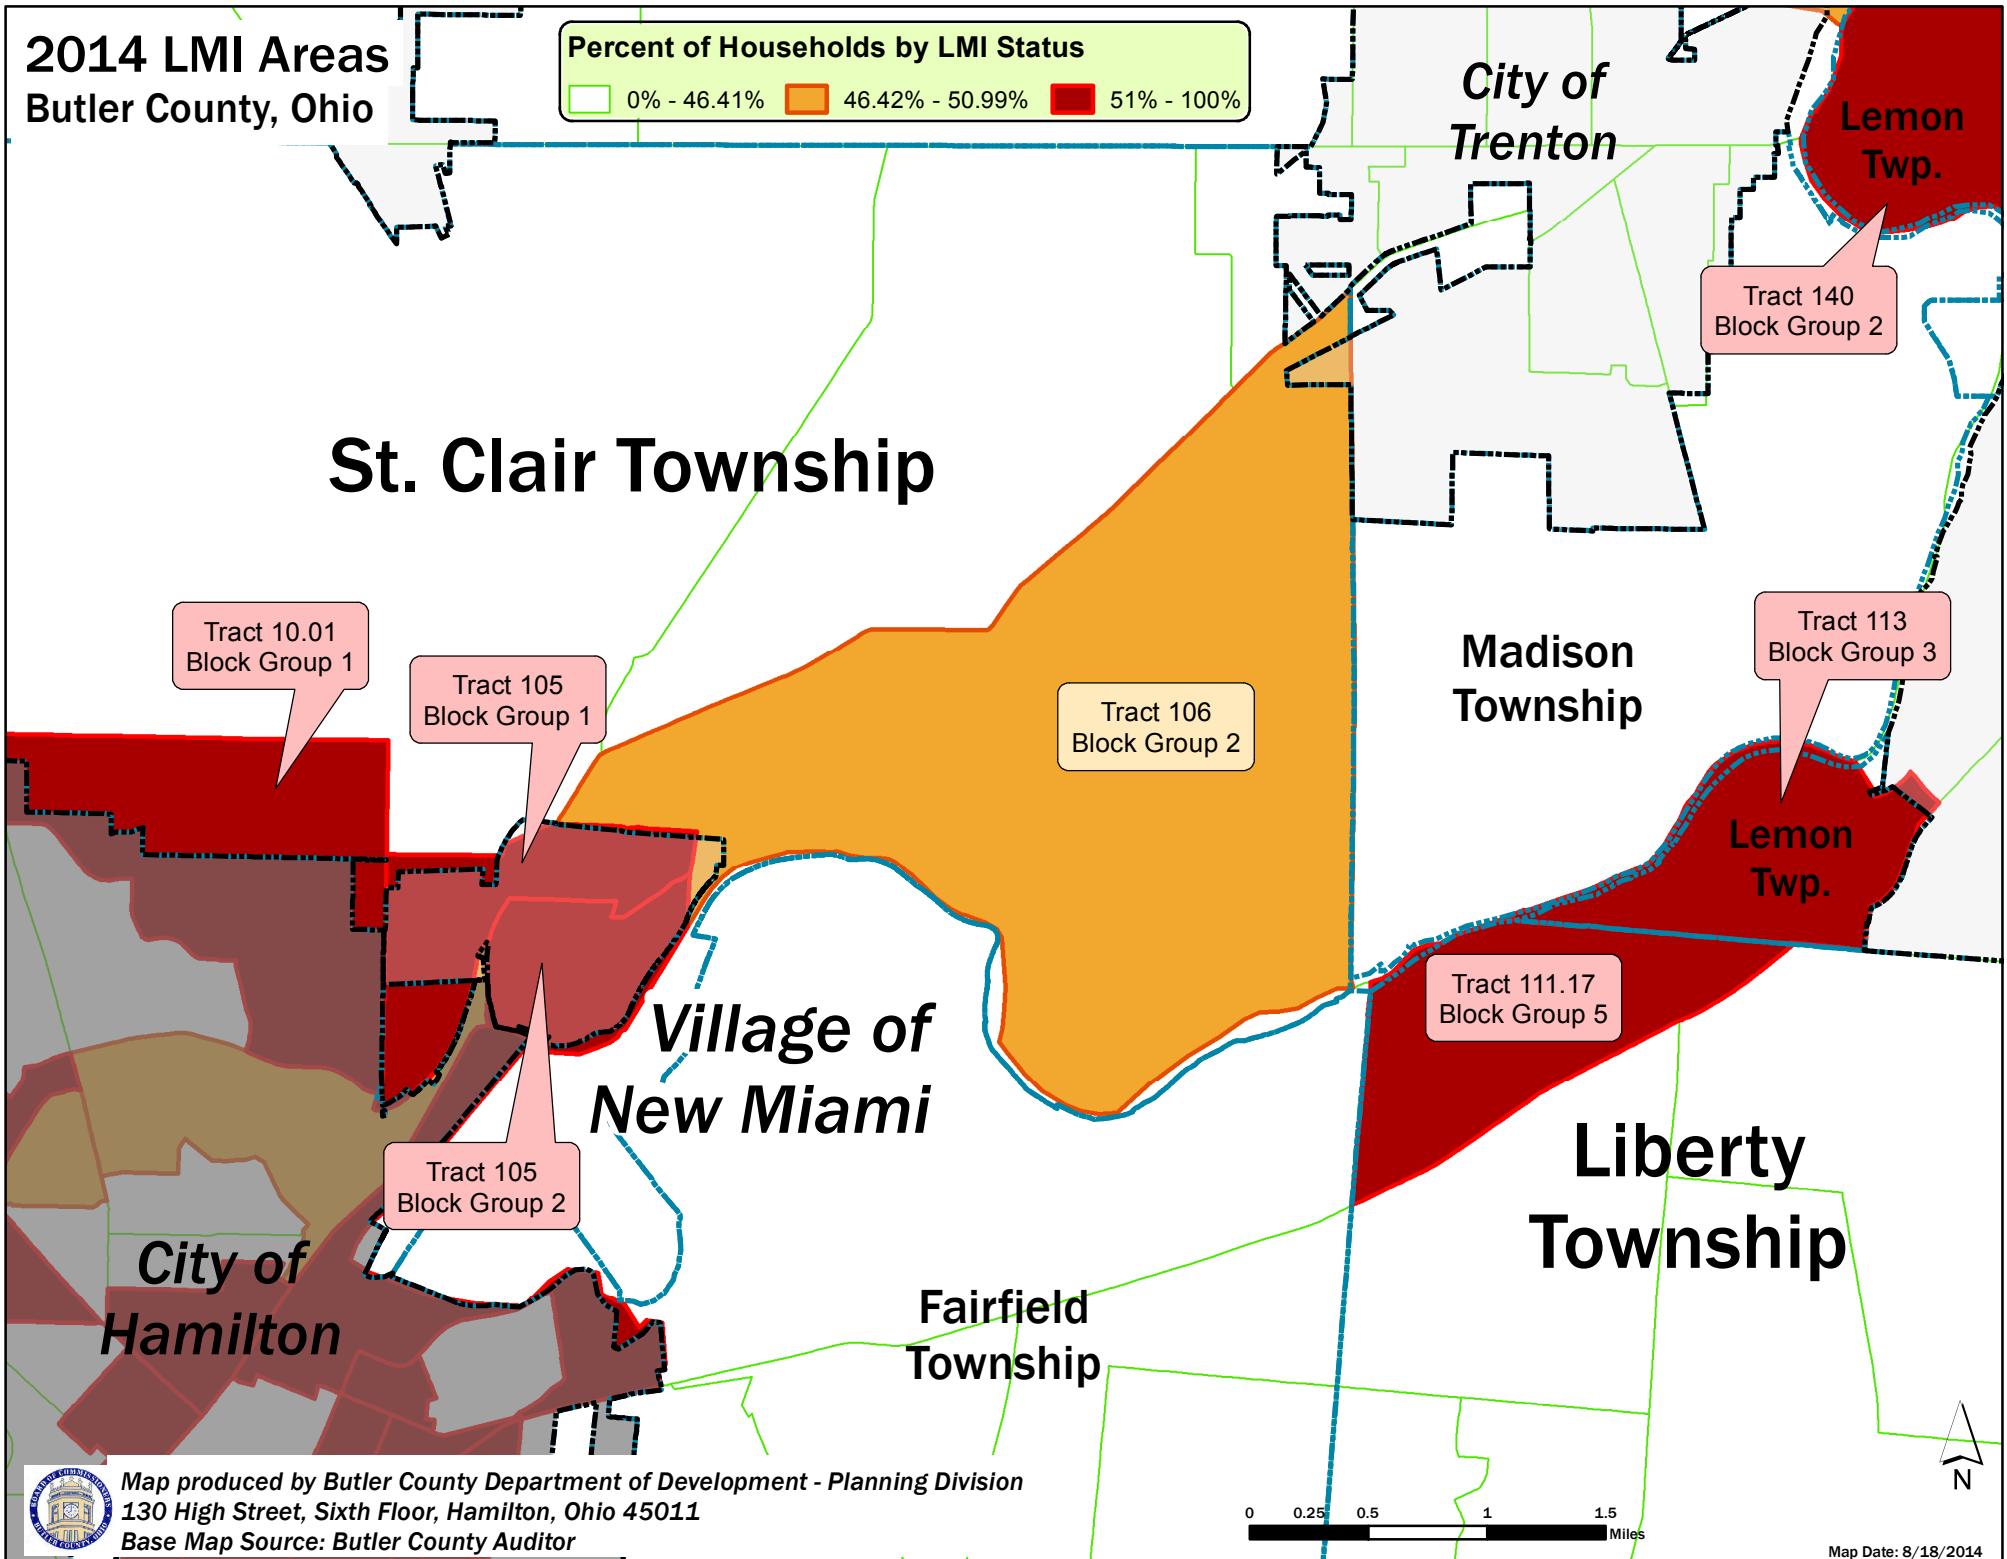 2014 LMI Areas
Butler County, Ohio
Percent of Households by LMI Status
0% - 46.41%
46.42% - 50.99%
51% - 100%
City of
Trenton
Lemon
Twp.
Tract 140
Block Group 2
St. Clair Township
Tract 10.01
Block Group 1
Tract 105
Block Group 1
Tract 106
Block Group 2
Madison
Township
Tract 113
Block Group 3
Lemon
Twp.
Tract 111.17
Block Group 5
Village of
New Miami
Tract 105
Block Group 2
Liberty
Township
City of
Hamilton
Fairfield
Township
N
BOARD OF COMMISSIONERS
BUTLER COUNTY, OHIO
Map produced by Butler County Department of Development - Planning Division
130 High Street, Sixth Floor, Hamilton, Ohio 45011
Base Map Source: Butler County Auditor
0 0.25 0.5 1 1.5
Miles
Map Date: 8/18/2014